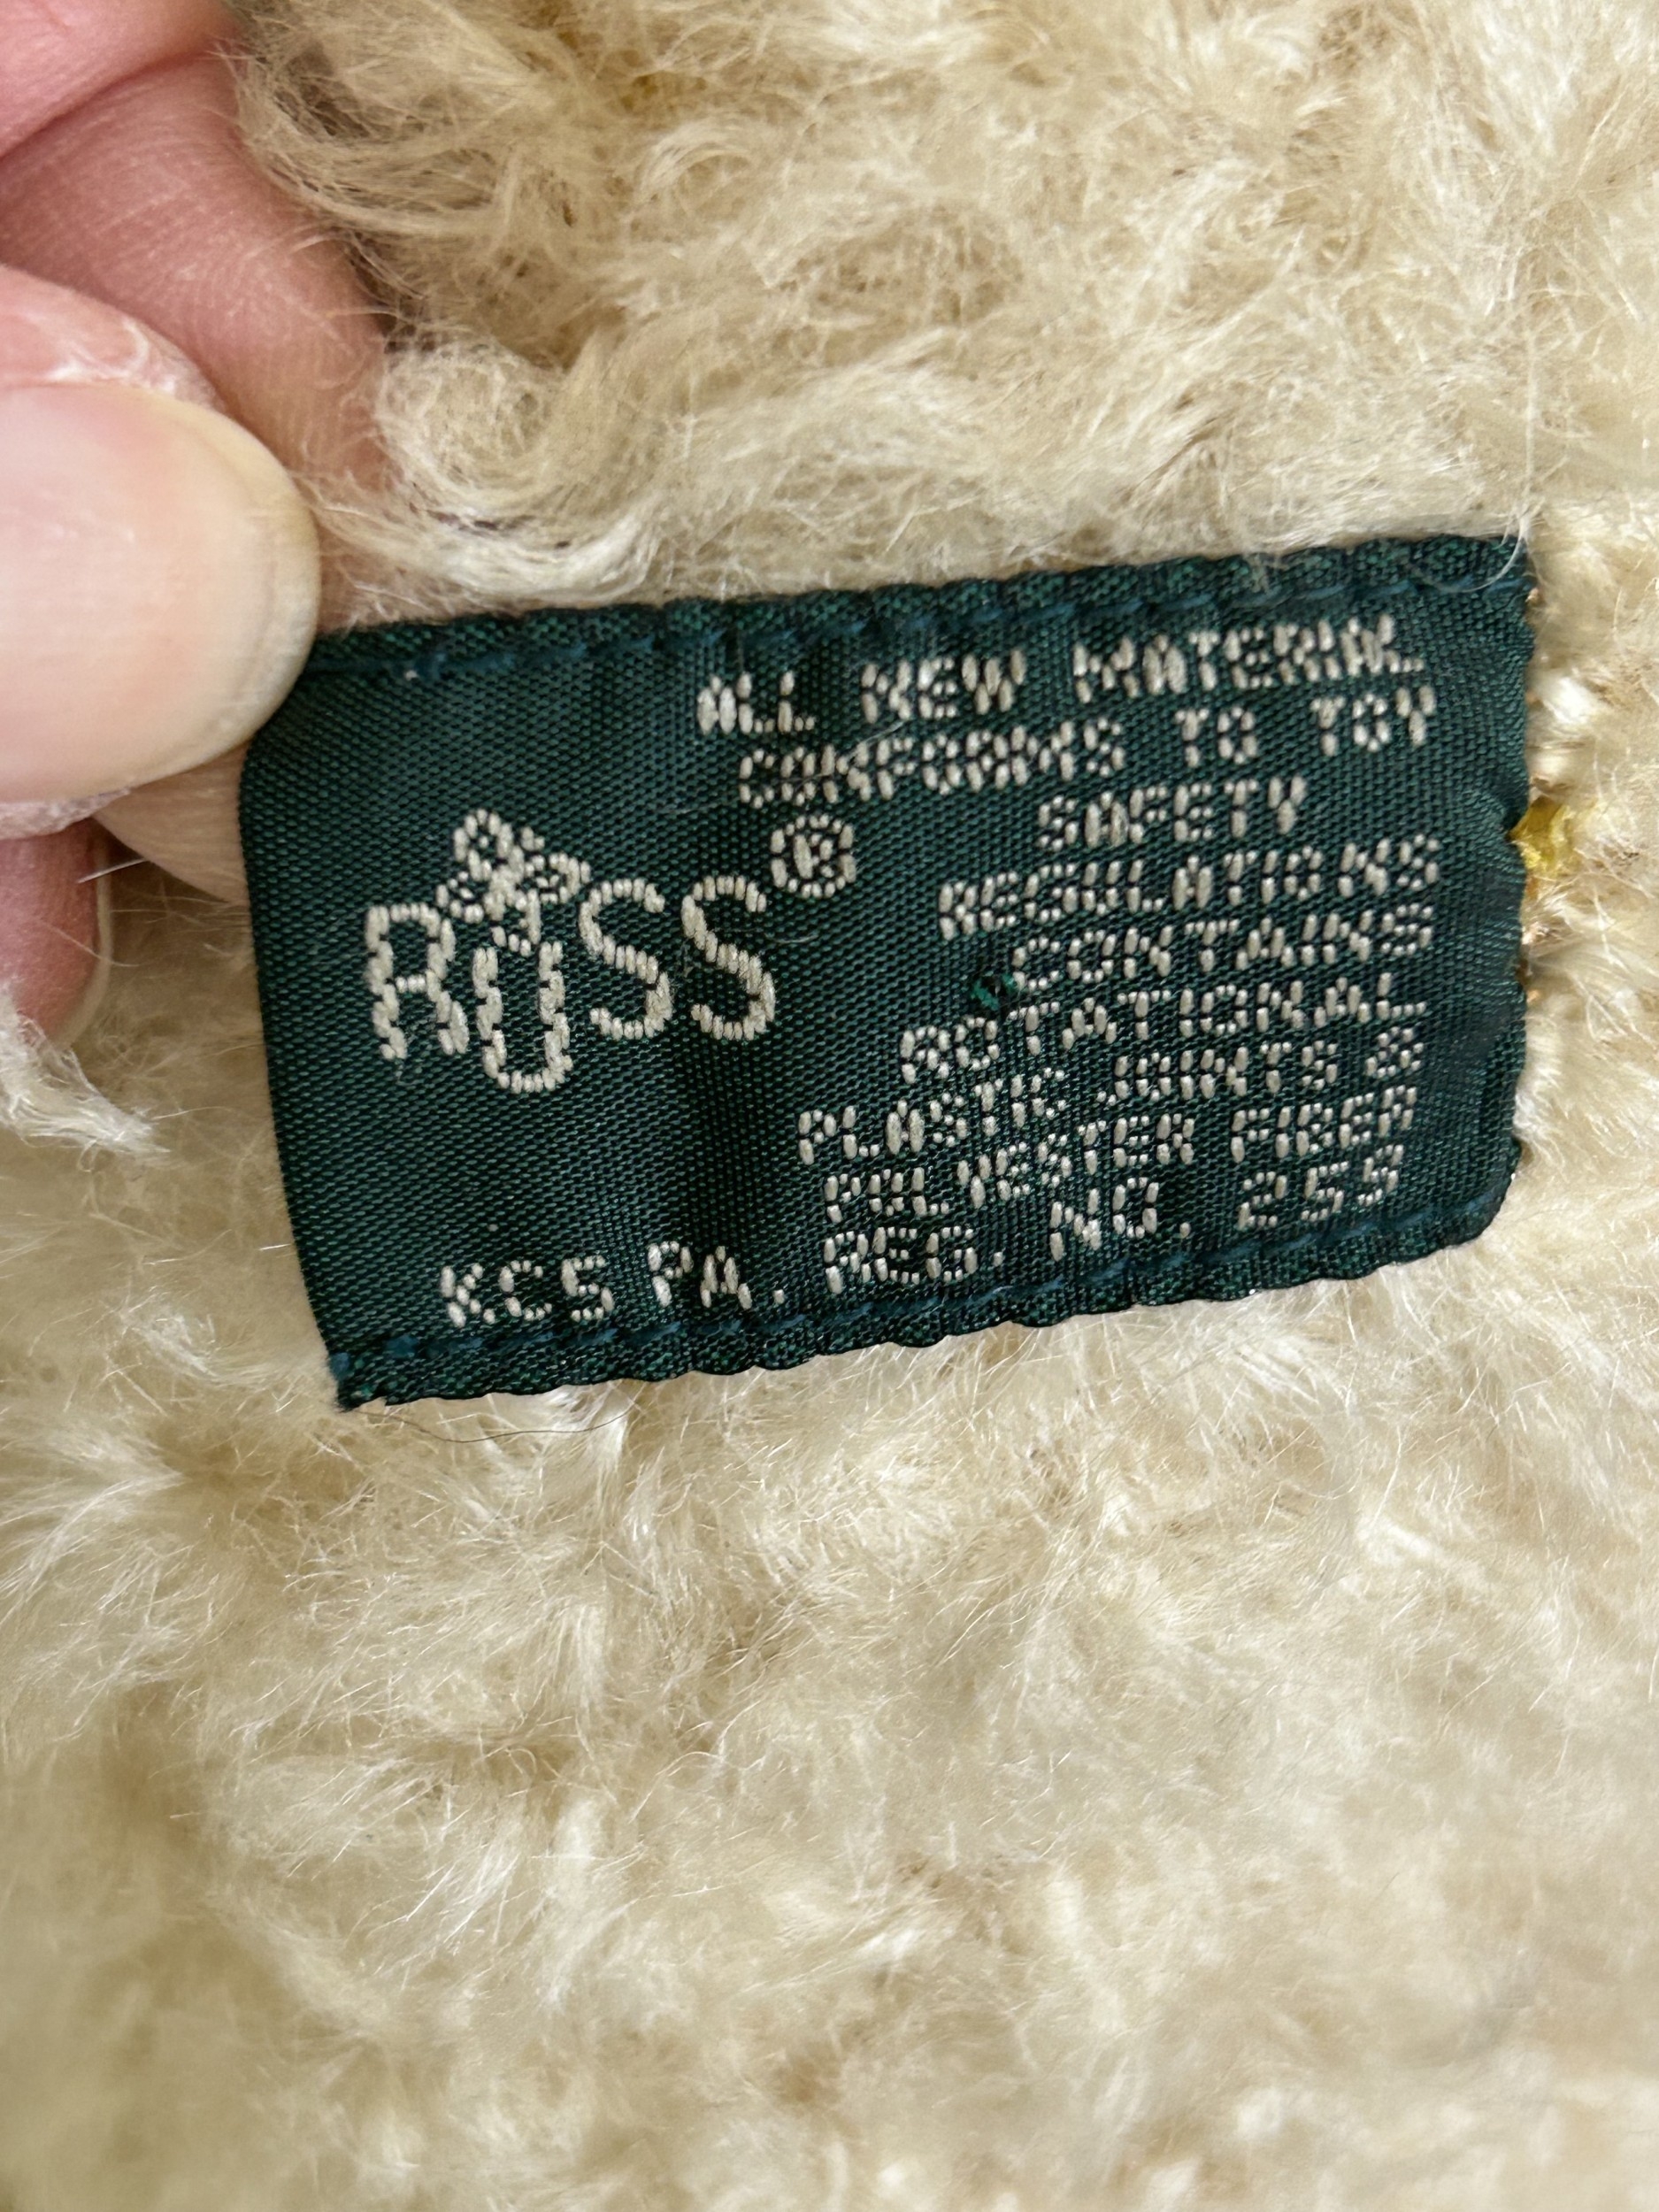 RUSS®
ALL NEW MATERIAL
CONFORMS TO TOY
SAFETY
REGULATIONS
CONTAINS
ROTATIONAL
PLASTIC JOINTS &
POLYESTER FIBER
KCS PA. REG. NO. 259